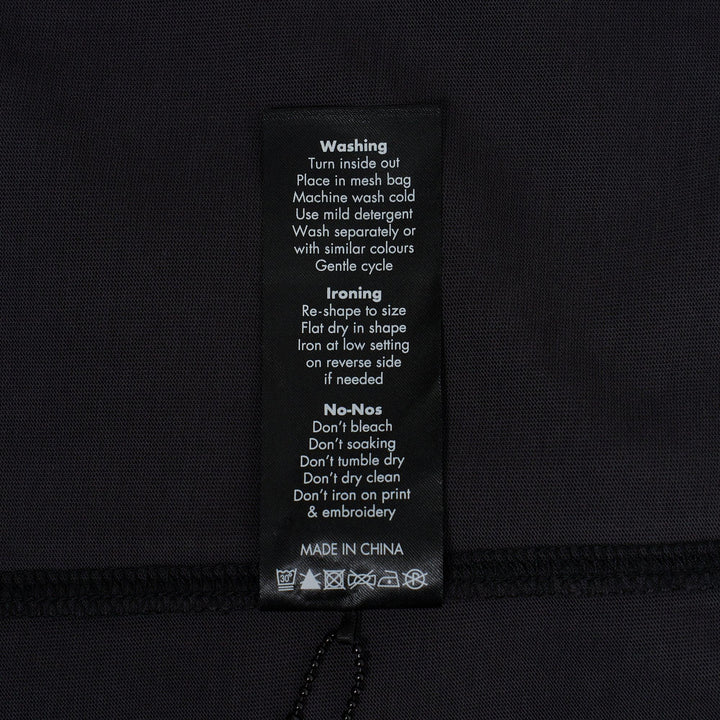 Washing
Turn inside out
Place in mesh bag
Machine wash cold
Use mild detergent
Wash separately or
with similar colours
Gentle cycle
Ironing
Re-shape to size
Flat dry in shape
Iron at low setting
on reverse side
if needed
No-Nos
Don't bleach
Don't soaking
Don't tumble dry
Don't dry clean
Don't iron on print
& embroidery
MADE IN CHINA
30°